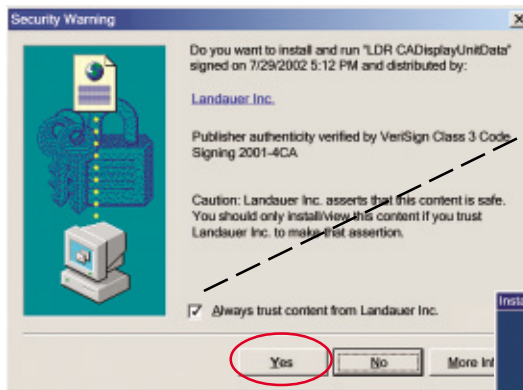 Security Warning
Do you want to install and run "LDR CADisplayUnitData"
signed on 7/29/2002 5:12 PM and distributed by:
Landauer Inc.
Publisher authenticity verified by VeriSign Class 3 Code
Signing 2001-4CA
Caution: Landauer Inc. asserts that this content is safe.
You should only install/view this content if you trust
Landauer Inc. to make that assertion.
Always trust content from Landauer Inc.
Yes No More Inf
Insta